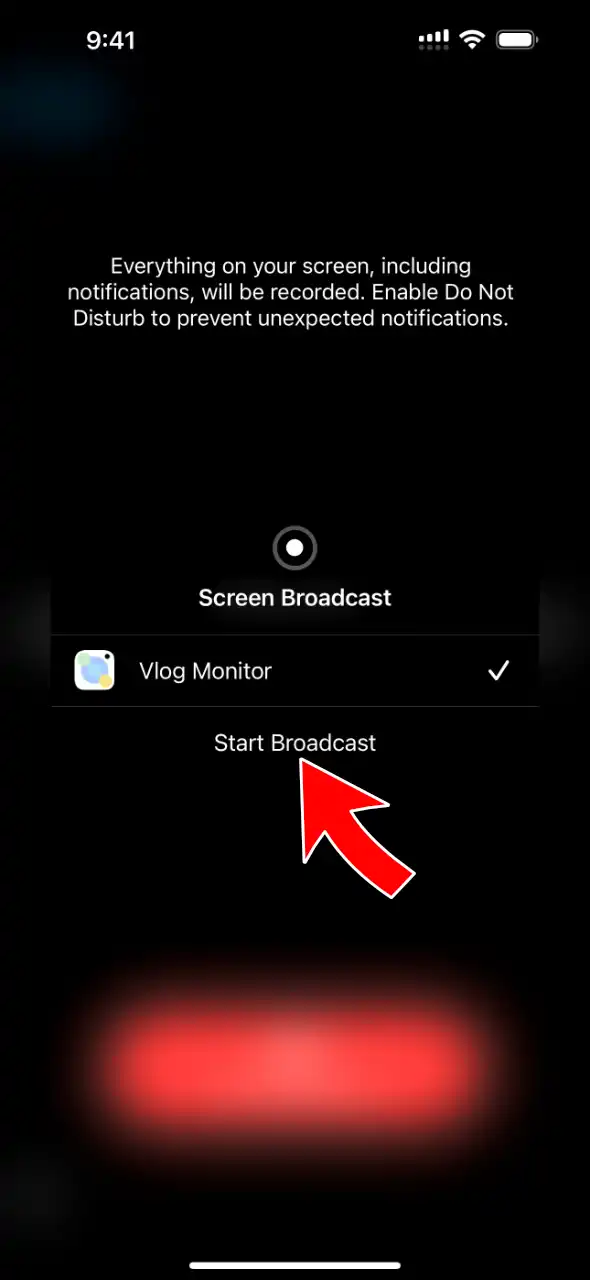 9:41
Everything on your screen, including
notifications, will be recorded. Enable Do Not
Disturb to prevent unexpected notifications.
Screen Broadcast
Vlog Monitor
Start Broadcast